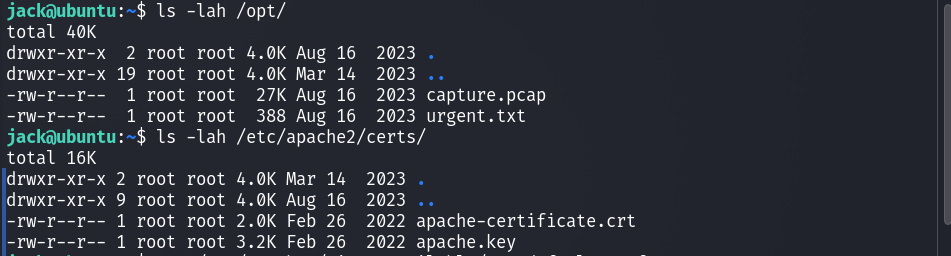 jack@ubuntu:~$ ls -lah /opt/
total 40K
drwxr-xr-x  2 root root 4.0K Aug 16  2023 .
drwxr-xr-x 19 root root 4.0K Mar 14  2023 ..
-rw-r--r--  1 root root  27K Aug 16  2023 capture.pcap
-rw-r--r--  1 root root  388 Aug 16  2023 urgent.txt
jack@ubuntu:~$ ls -lah /etc/apache2/certs/
total 16K
drwxr-xr-x 2 root root 4.0K Mar 14  2023 .
drwxr-xr-x 9 root root 4.0K Aug 16  2023 ..
-rw-r--r-- 1 root root 2.0K Feb 26  2022 apache-certificate.crt
-rw-r--r-- 1 root root 3.2K Feb 26  2022 apache.key